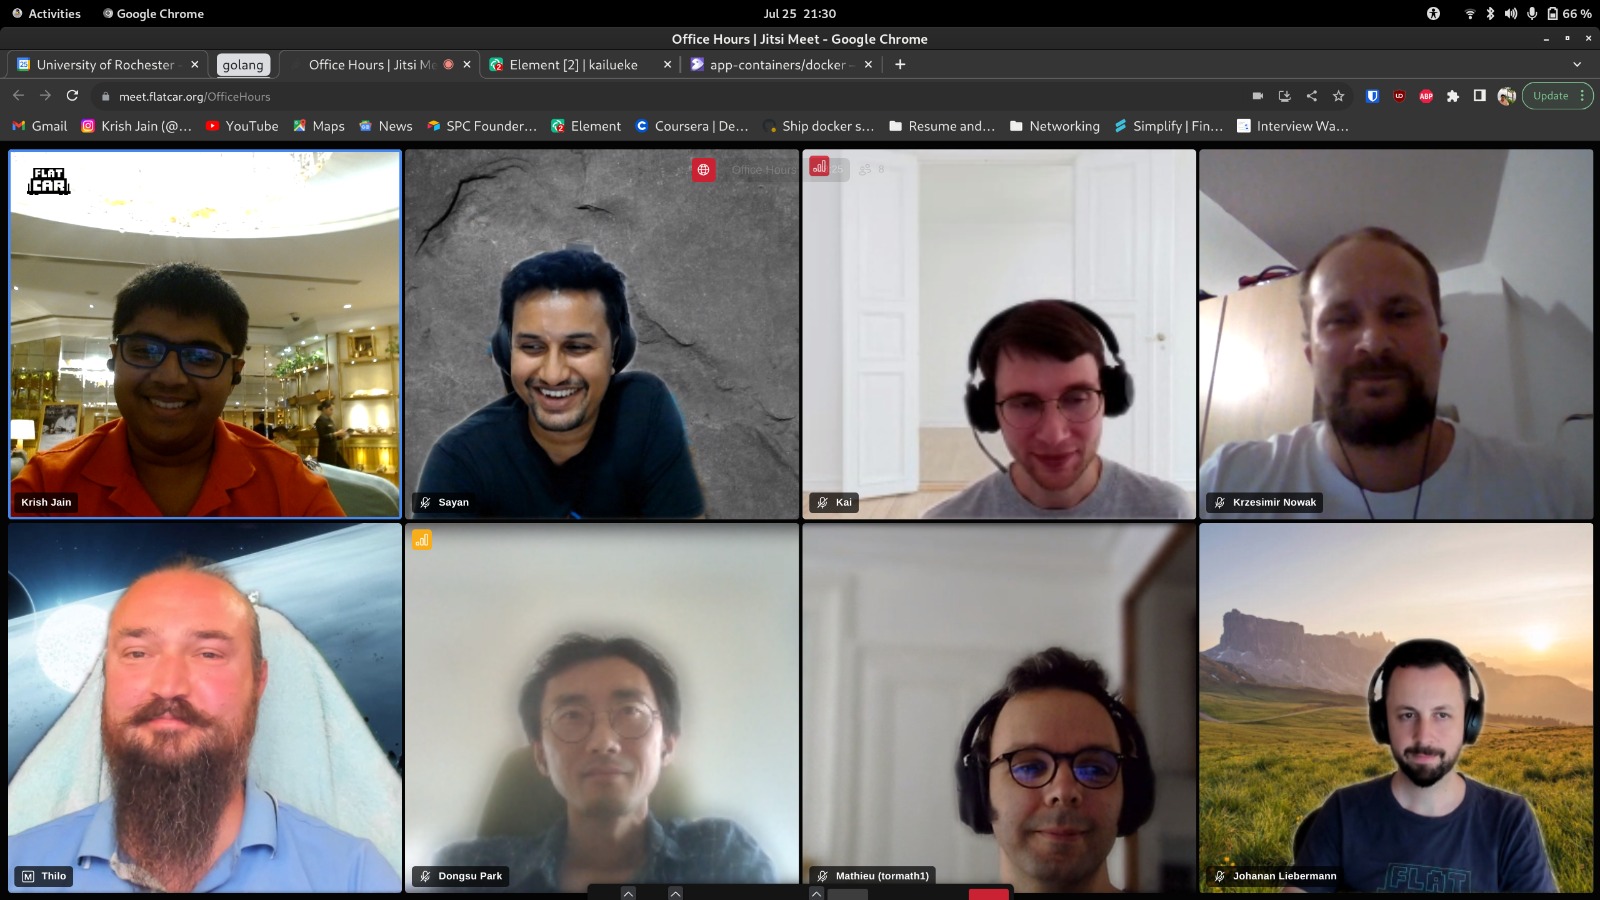 Activities
Google Chrome
Jul 25 21:30
66 %
Office Hours | Jitsi Meet - Google Chrome
University of Rochester
golang
Office Hours | Jitsi Me
Element [2] | kailueke
app-containers/docker -
meet.flatcar.org/OfficeHours
ABP
Update
Gmail
Krish Jain (@...
YouTube
Maps
News
SPC Founder...
Element
Coursera | De...
Ship docker s...
Resume and...
Networking
Simplify | Fin...
Interview Wa...
FLAT
CAR
Office Hours
25
8
Krish Jain
Sayan
Kai
Krzesimir Nowak
M Thilo
Dongsu Park
Mathieu (tormath1)
FLAT
Johanan Liebermann